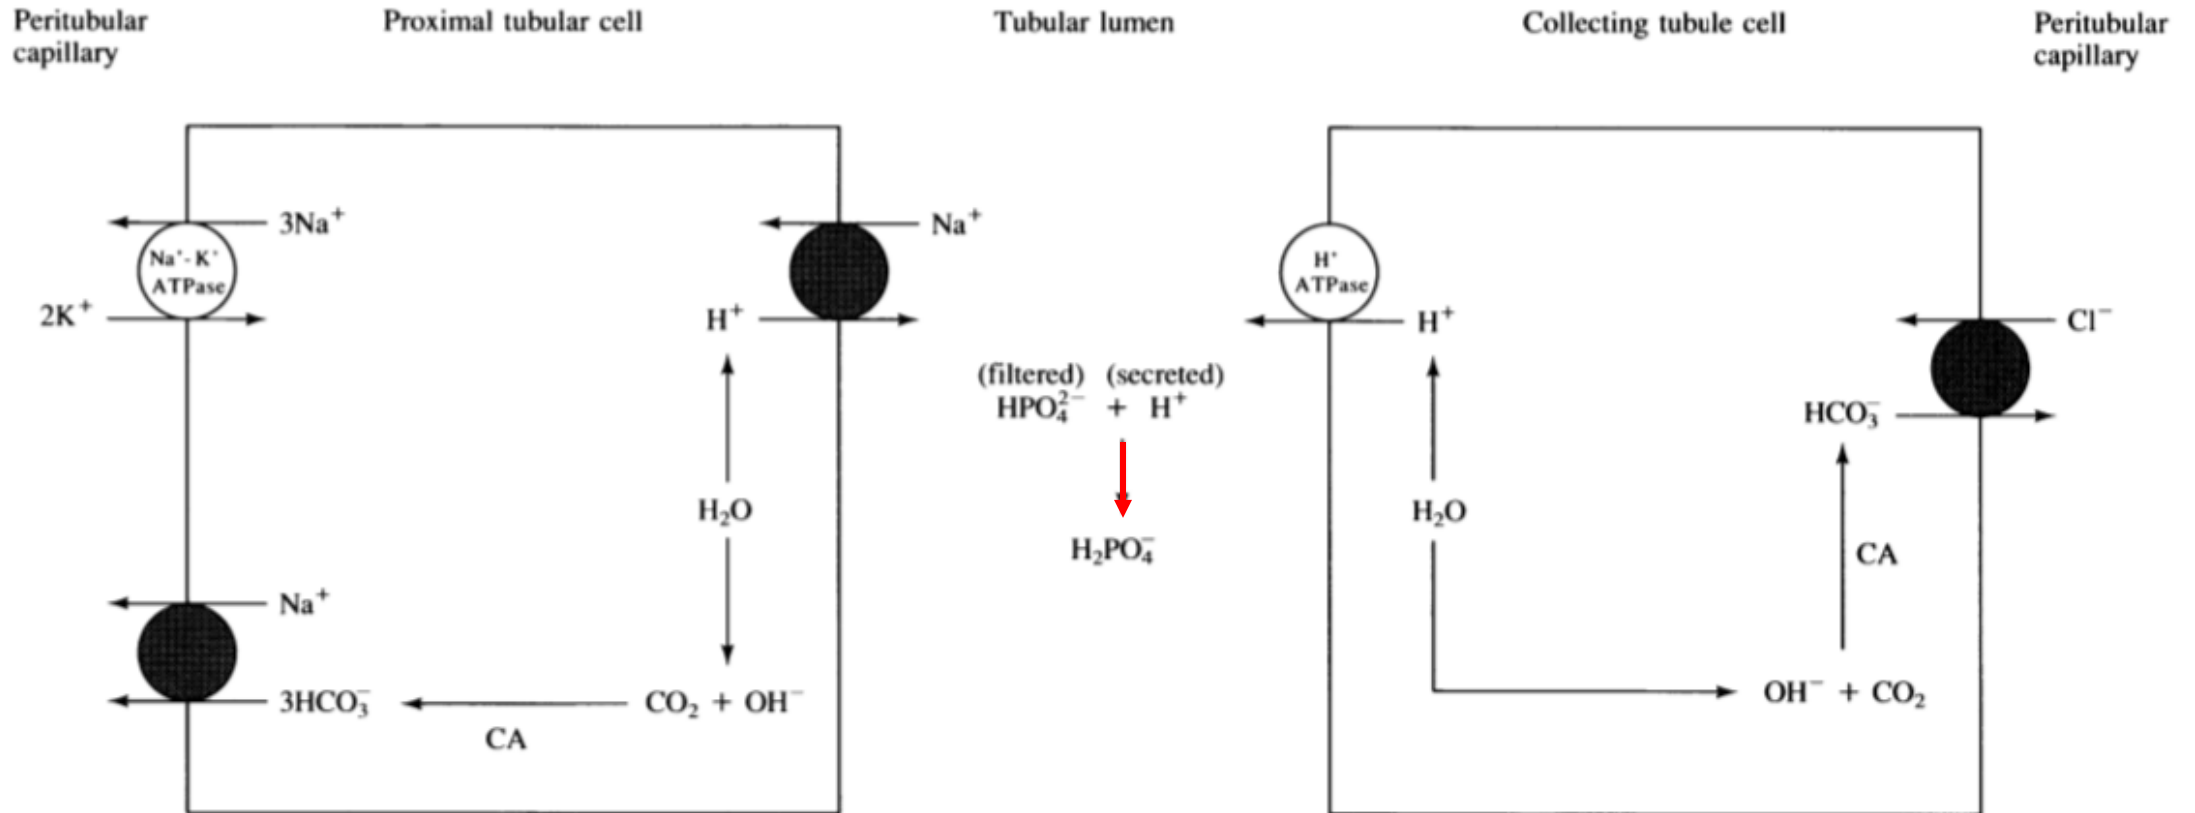 Peritubular
capillary
Proximal tubular cell
Tubular lumen
Collecting tubule cell
Peritubular
capillary
3Na⁺
Na⁺-K⁺
ATPase
2K⁺
Na⁺
H⁺
H₂O
Na⁺
3HCO₃⁻
CA
CO₂ + OH⁻
(filtered) (secreted)
HPO₄²⁻ + H⁺
H₂PO₄⁻
H⁺
ATPase
H⁺
H₂O
Cl⁻
HCO₃⁻
CA
OH⁻ + CO₂